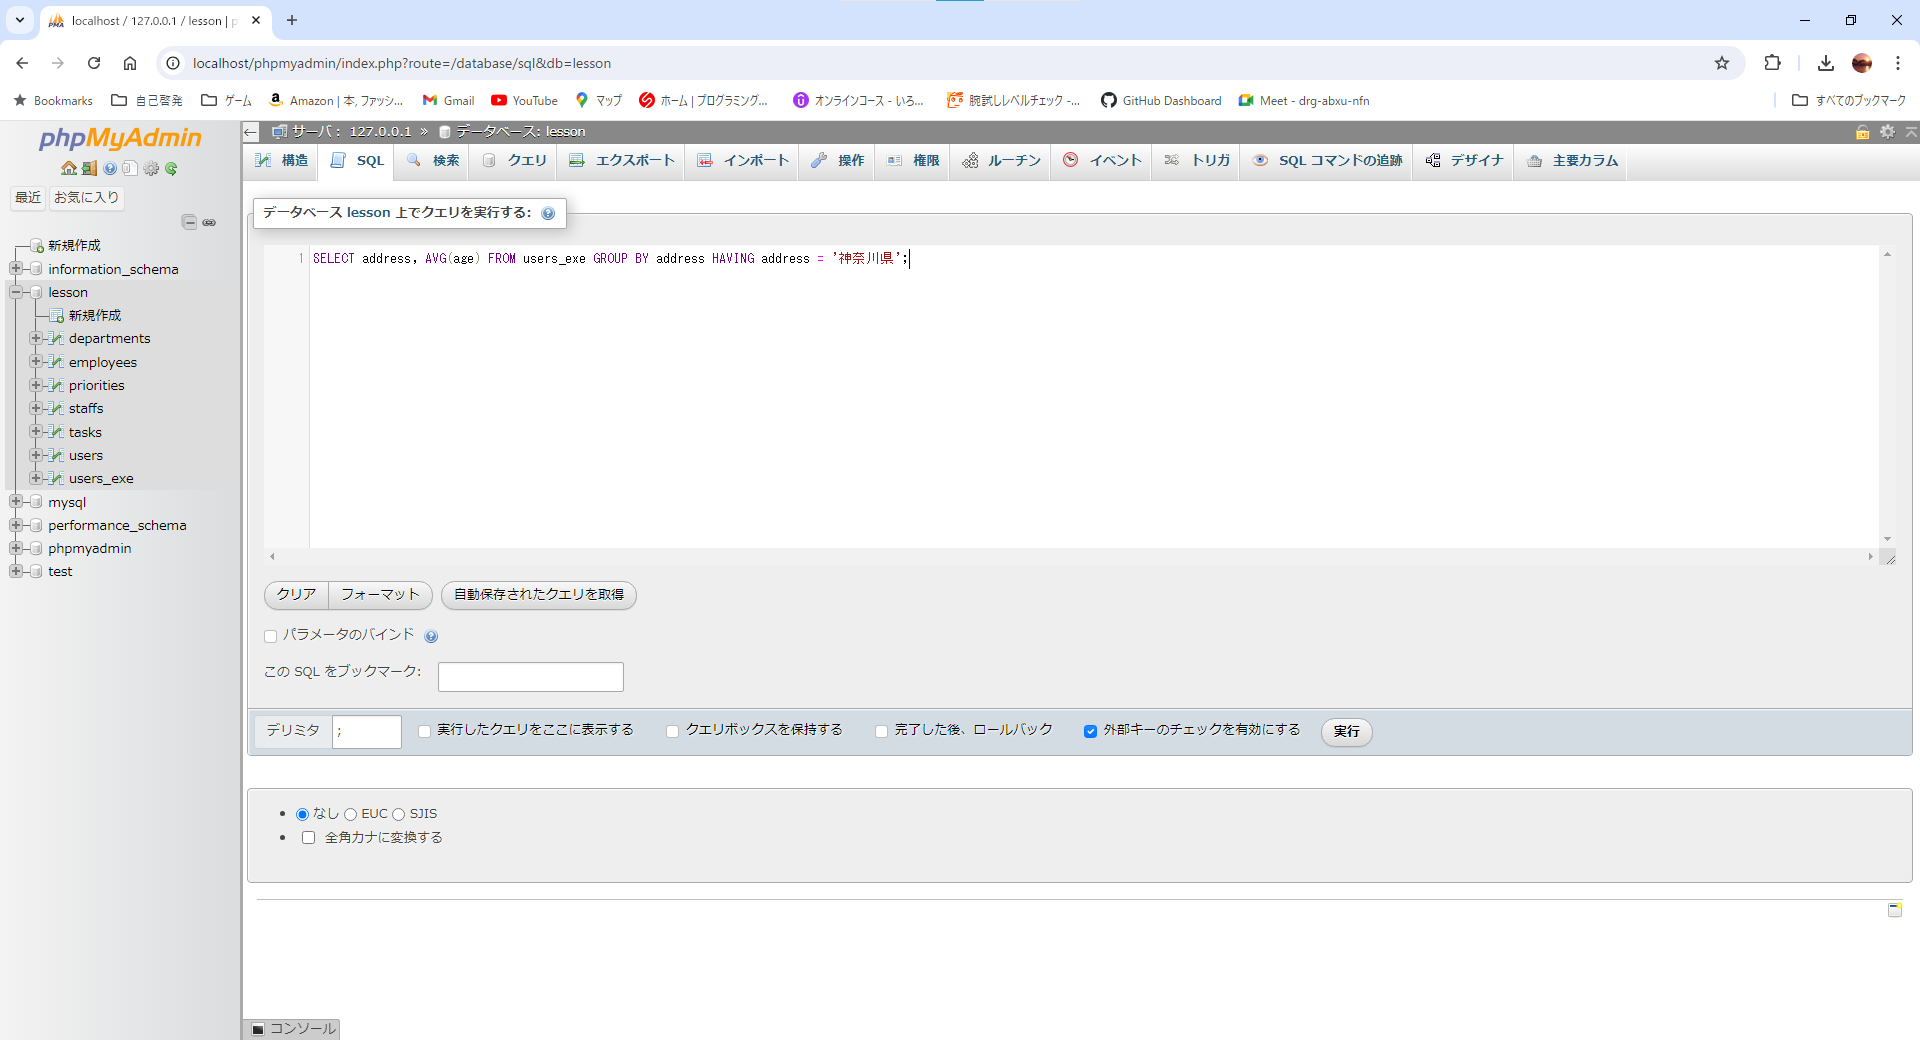 localhost / 127.0.0.1 / lesson | p
localhost/phpmyadmin/index.php?route=/database/sql&db=lesson
Bookmarks 自己啓発 ゲーム Amazon | 本, ファッシ... Gmail YouTube マップ ホーム | プログラミング... オンラインコース - いろ... 腕試しレベルチェック -... GitHub Dashboard Meet - drg-abxu-nfn すべてのブックマーク
phpMyAdmin
最近 お気に入り
新規作成
information_schema
lesson
新規作成
departments
employees
priorities
staffs
tasks
users
users_exe
mysql
performance_schema
phpmyadmin
test
サーバ: 127.0.0.1 » データベース: lesson
構造 SQL 検索 クエリ エクスポート インポート 操作 権限 ルーチン イベント トリガ SQL コマンドの追跡 デザイナ 主要カラム
データベース lesson 上でクエリを実行する:
1 SELECT address, AVG(age) FROM users_exe GROUP BY address HAVING address = '神奈川県';
クリア フォーマット 自動保存されたクエリを取得
パラメータのバインド
この SQL をブックマーク:
デリミタ ; 実行したクエリをここに表示する クエリボックスを保持する 完了した後、ロールバック 外部キーのチェックを有効にする 実行
なし EUC SJIS
全角カナに変換する
コンソール